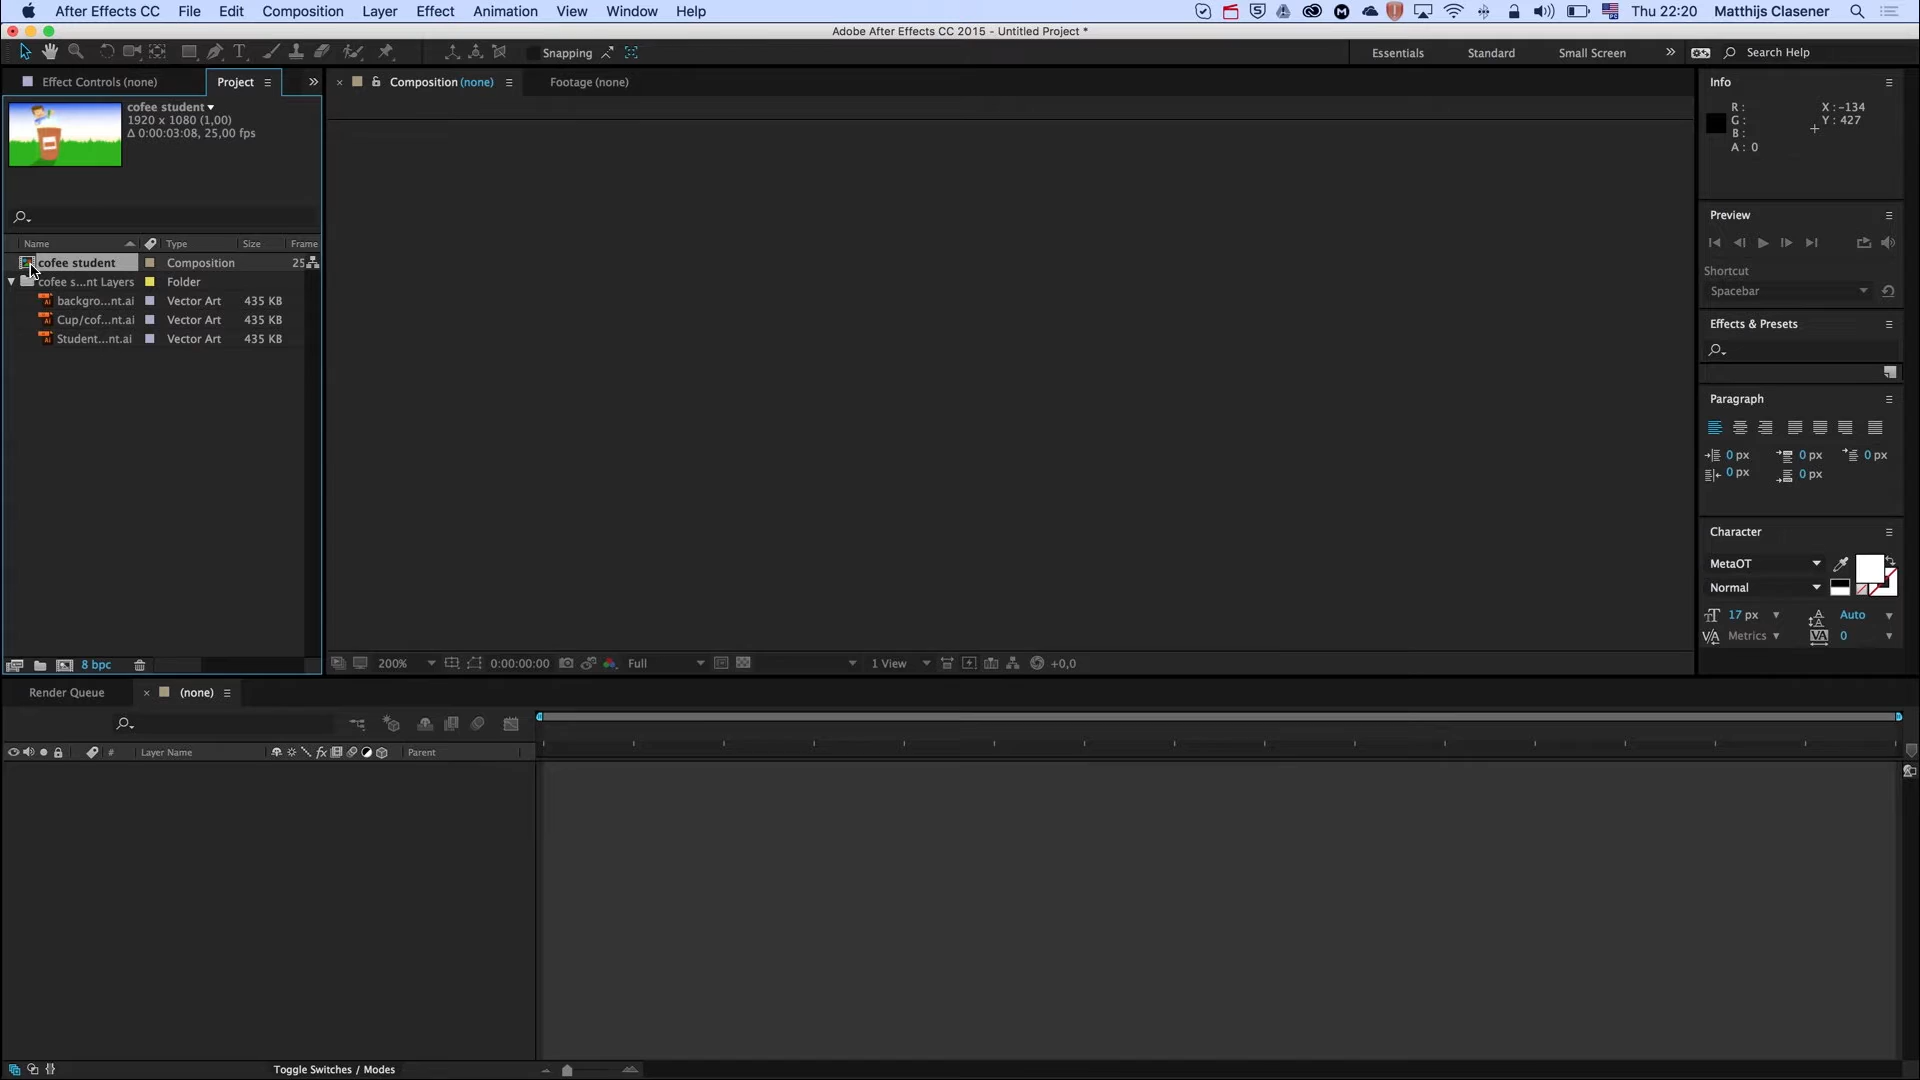 After Effects CC File Edit Composition Layer Effect Animation View Window Help Thu 22:20 Matthijs Clasener
Adobe After Effects CC 2015 - Untitled Project *
Snapping Essentials Standard Small Screen Search Help
Effect Controls (none) Project Composition (none) Footage (none) Info
cofee student
1920 x 1080 (1,00)
Δ 0:00:03:08, 25,00 fps
R :
G :
B :
A : 0
X : -134
Y : 427
Preview
Shortcut
Spacebar
Name Type Size Frame
cofee student Composition 25
cofee s...nt Layers Folder
backgro...nt.ai Vector Art 435 KB
Cup/cof...nt.ai Vector Art 435 KB
Student...nt.ai Vector Art 435 KB
Effects & Presets
Paragraph
0 px 0 px 0 px
0 px 0 px
Character
MetaOT
Normal
17 px Auto
Metrics 0
8 bpc 200% 0:00:00:00 Full 1 View +0,0
Render Queue (none)
# Layer Name Parent
Toggle Switches / Modes